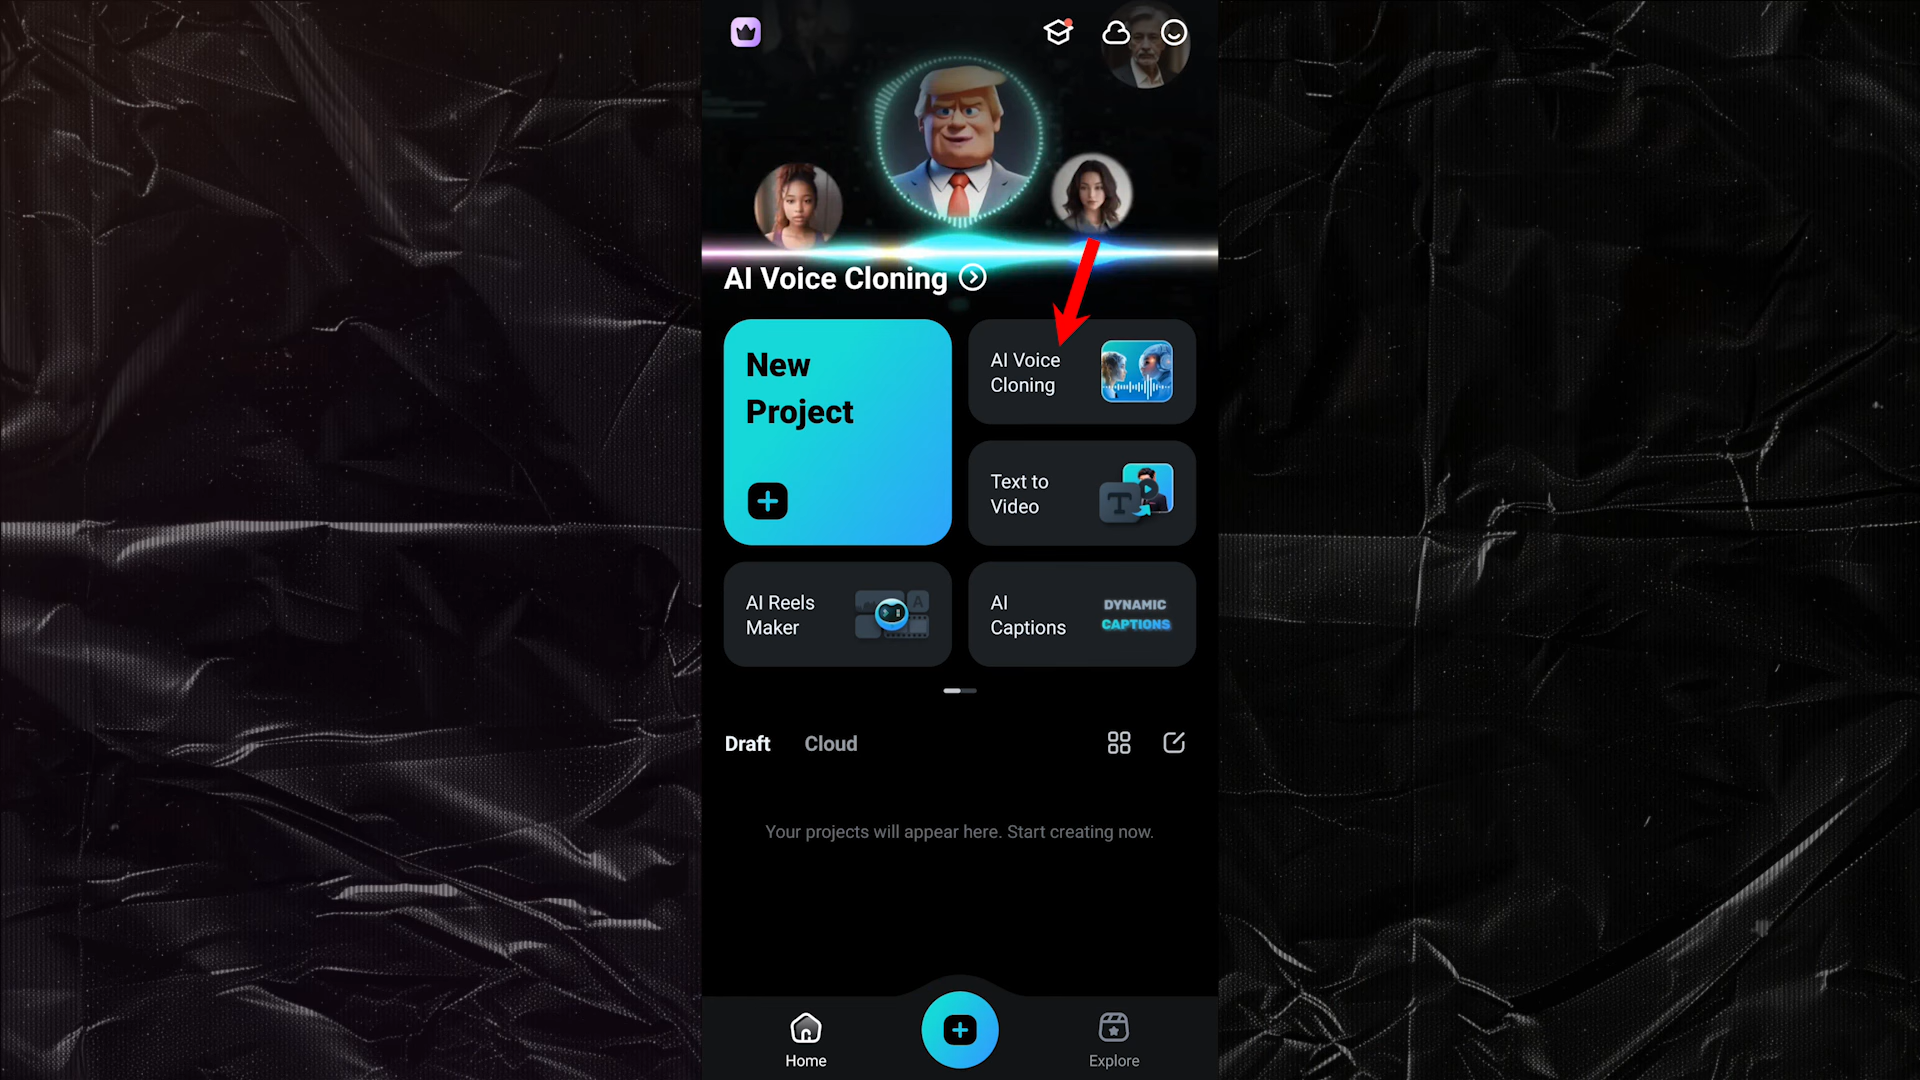 AI Voice Cloning
New
Project
AI Voice
Cloning
Text to
Video
T
AI Reels
Maker
A
AI
Captions
DYNAMIC
CAPTIONS
Draft
Cloud
Your projects will appear here. Start creating now.
Home
Explore